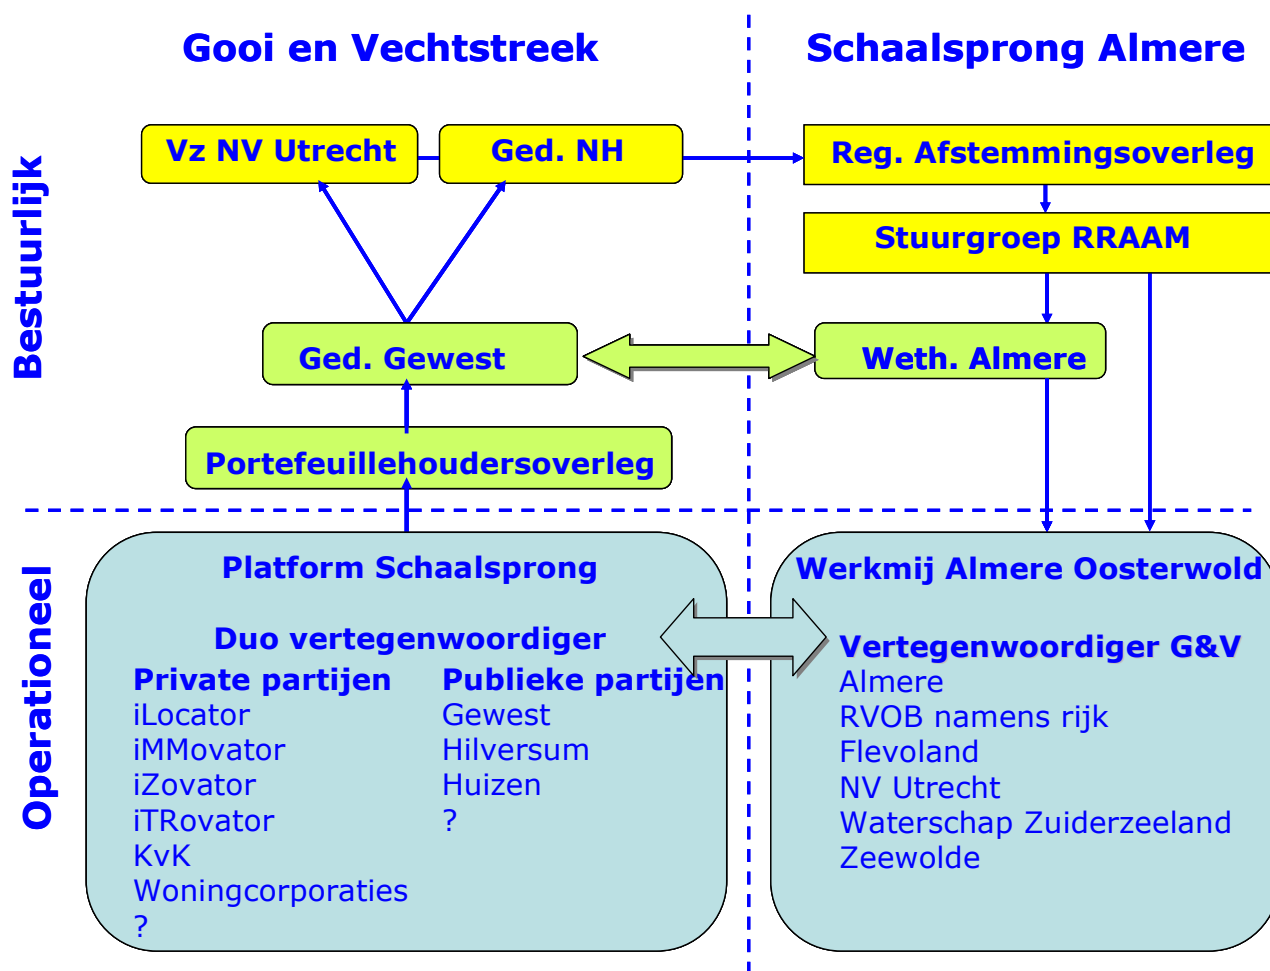 Gooi en Vechtstreek
Schaalsprong Almere
Bestuurlijk
Vz NV Utrecht
Ged. NH
Reg. Afstemmingsoverleg
Stuurgroep RRAAM
Ged. Gewest
Weth. Almere
Portefeuillehoudersoverleg
Operationeel
Platform Schaalsprong
Duo vertegenwoordiger
Private partijen
iLocator
iMMovator
iZovator
iTRovator
KvK
Woningcorporaties
?
Publieke partijen
Gewest
Hilversum
Huizen
?
Werkmij Almere Oosterwold
Vertegenwoordiger G&V
Almere
RVOB namens rijk
Flevoland
NV Utrecht
Waterschap Zuiderzeeland
Zeewolde